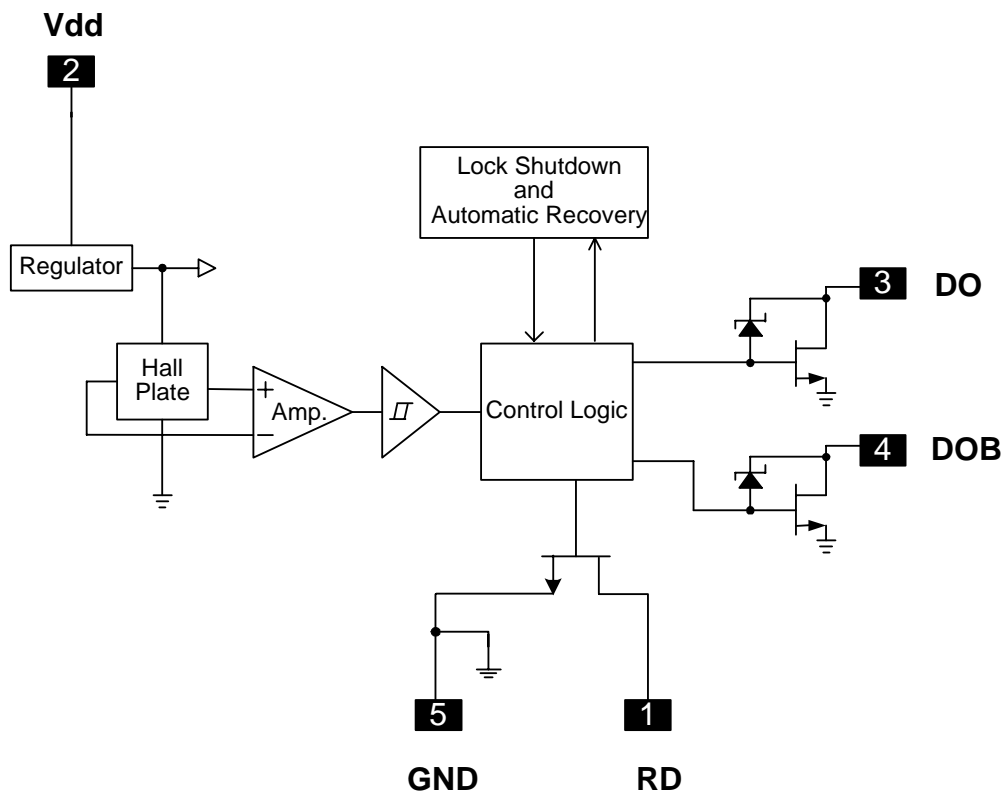 Vdd
2
Lock Shutdown
and
Automatic Recovery
Regulator
3 DO
Hall
Plate
+
Amp.
−
Control Logic
4 DOB
5
1
GND
RD